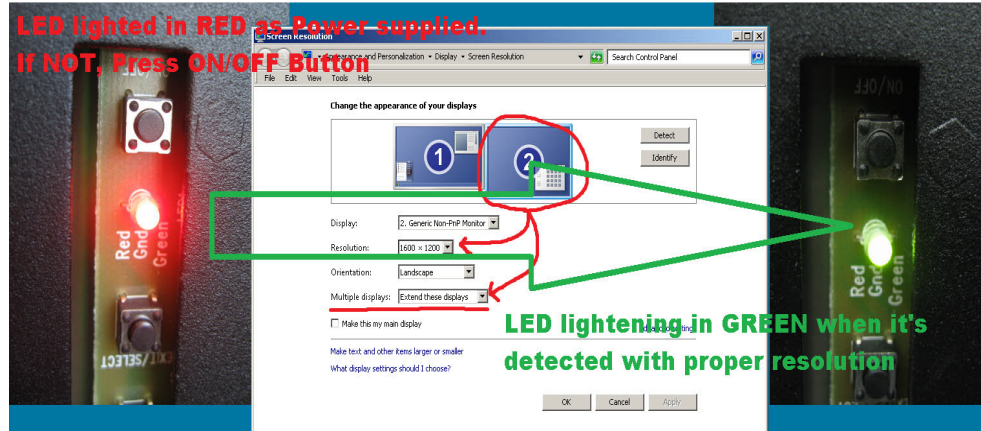 LED lighted in RED as Power supplied.
If NOT, Press ON/OFF Button
Screen Resolution
Appearance and Personalization Display Screen Resolution
Search Control Panel
File Edit View Tools Help
Change the appearance of your displays
1
2
Detect
Identify
Display: 2. Generic Non-PnP Monitor
Resolution: 1600 × 1200
Orientation: Landscape
Multiple displays: Extend these displays
Make this my main display
Make text and other items larger or smaller
What display settings should I choose?
OK Cancel Apply
Red
Gnd
Green
LED1
EXIT/SELECT
LED lightening in GREEN when it's
detected with proper resolution
ON/OFF
Red
Gnd
Green